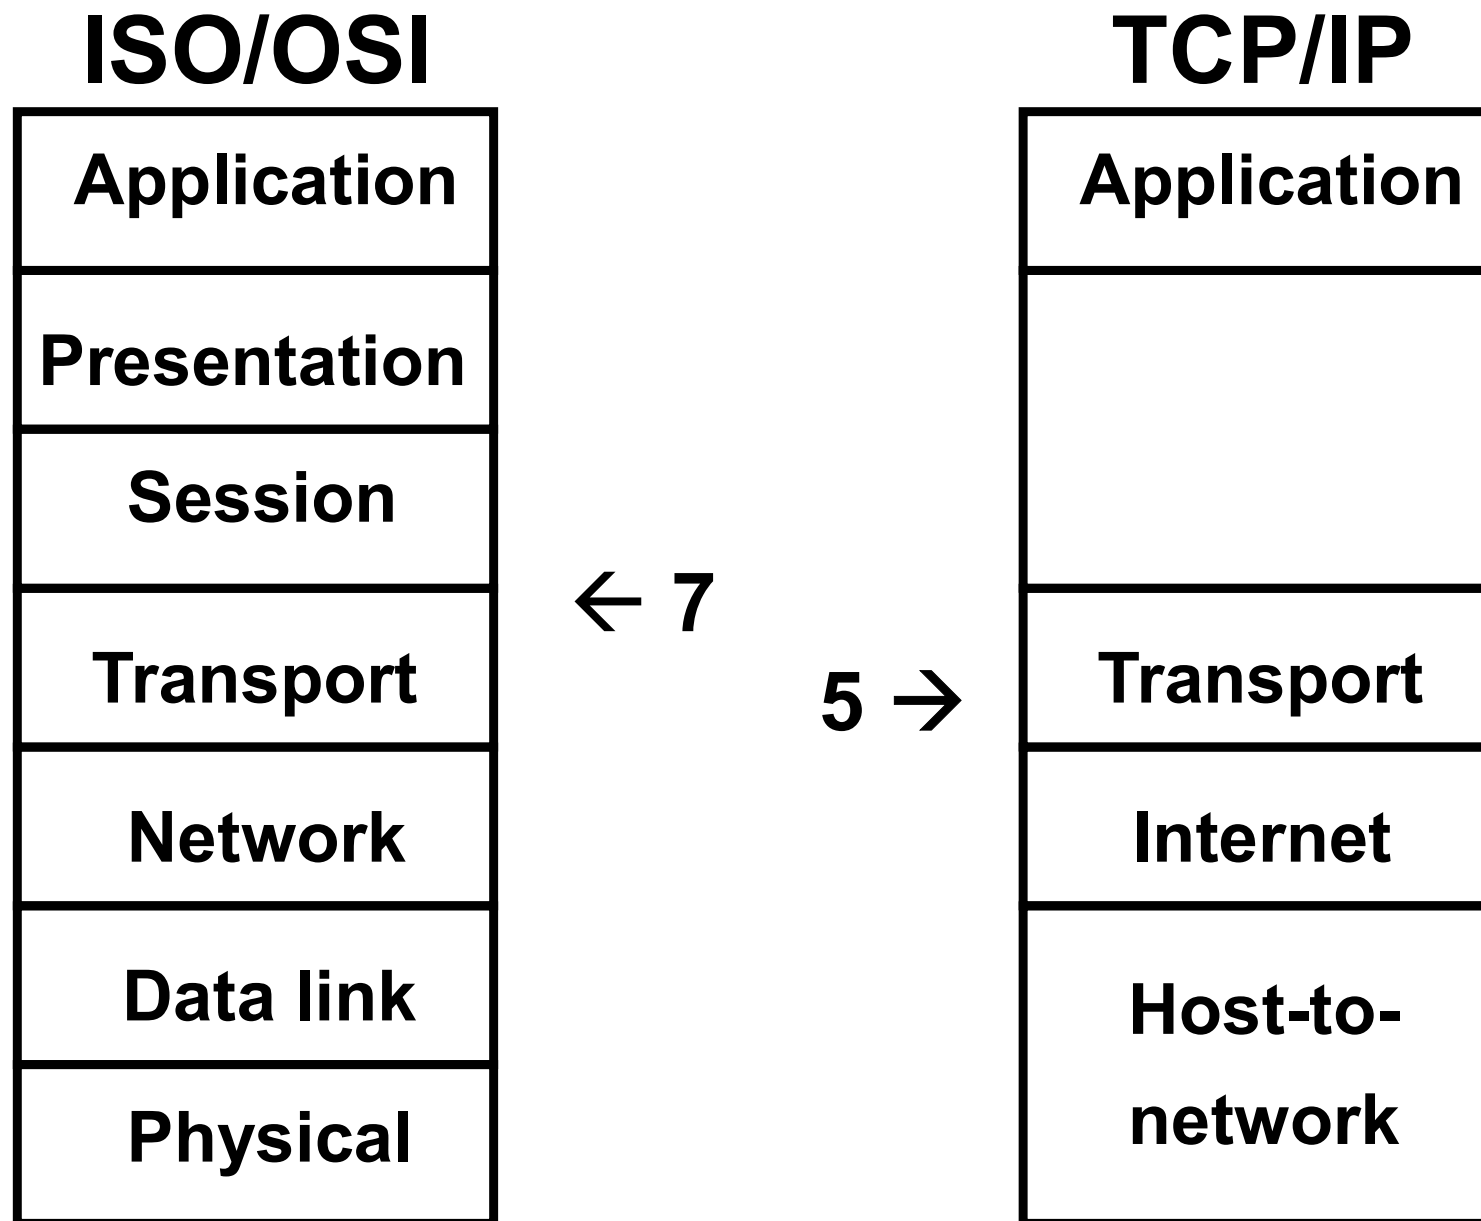 ISO/OSI
Application
Presentation
Session
Transport
Network
Data link
Physical
← 7
5 →
TCP/IP
Application
Transport
Internet
Host-to-
network